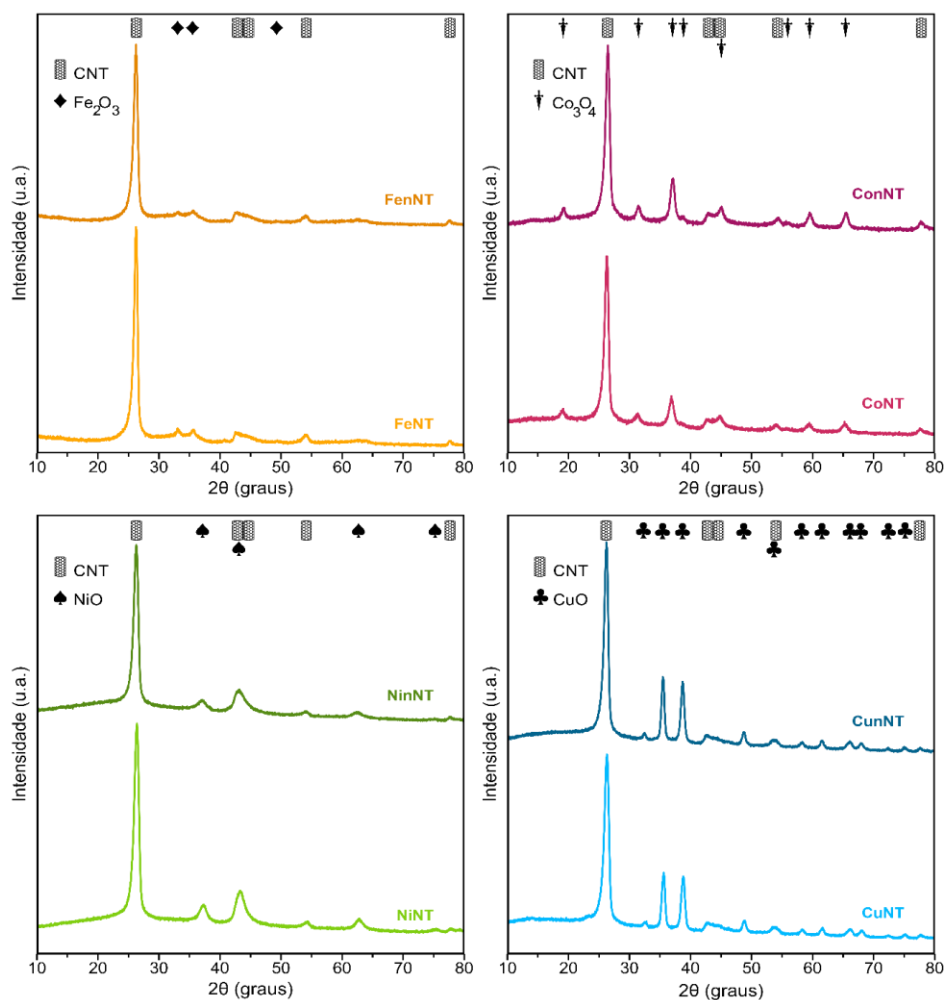 CNT
Fe2O3
FenNT
FeNT
Intensidade (u.a.)
10 20 30 40 50 60 70 80
2θ (graus)
CNT
Co3O4
ConNT
CoNT
Intensidade (u.a.)
10 20 30 40 50 60 70 80
2θ (graus)
CNT
NiO
NinNT
NiNT
Intensidade (u.a.)
10 20 30 40 50 60 70 80
2θ (graus)
CNT
CuO
CunNT
CuNT
Intensidade (u.a.)
10 20 30 40 50 60 70 80
2θ (graus)